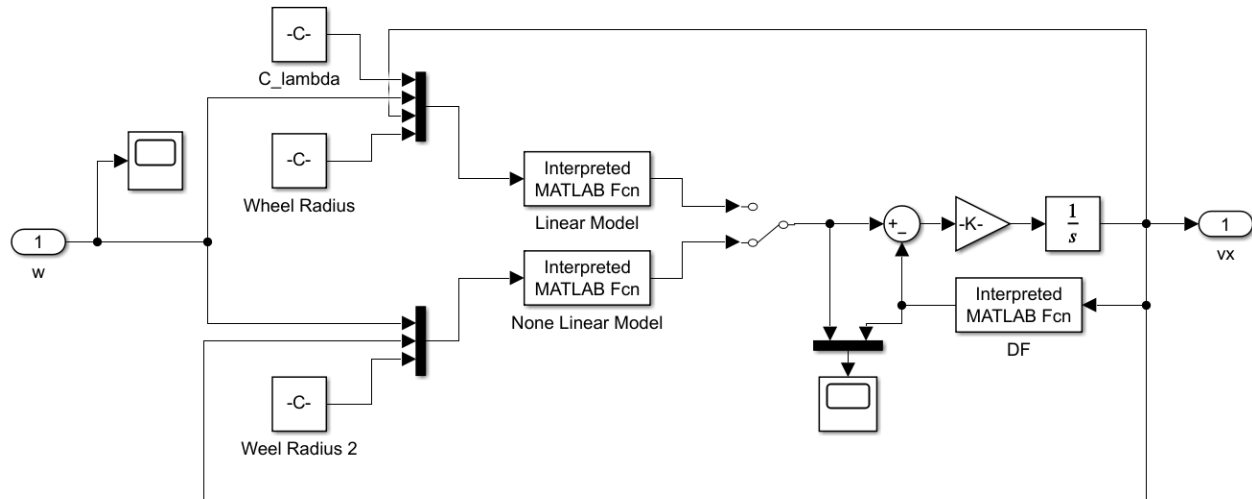 -C-
C_lambda
-C-
Wheel Radius
1
w
Interpreted
MATLAB Fcn
Linear Model
Interpreted
MATLAB Fcn
None Linear Model
-C-
Weel Radius 2
+
-
-K-
1
s
1
vx
Interpreted
MATLAB Fcn
DF